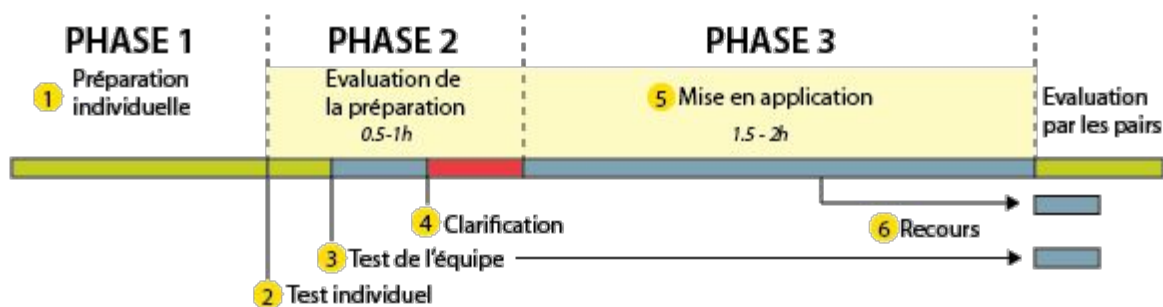 PHASE 1
PHASE 2
PHASE 3
1 Préparation
individuelle
Evaluation de
la préparation
0.5-1h
5 Mise en application
1.5 - 2h
Evaluation
par les pairs
4 Clarification
6 Recours
3 Test de l'équipe
2 Test individuel